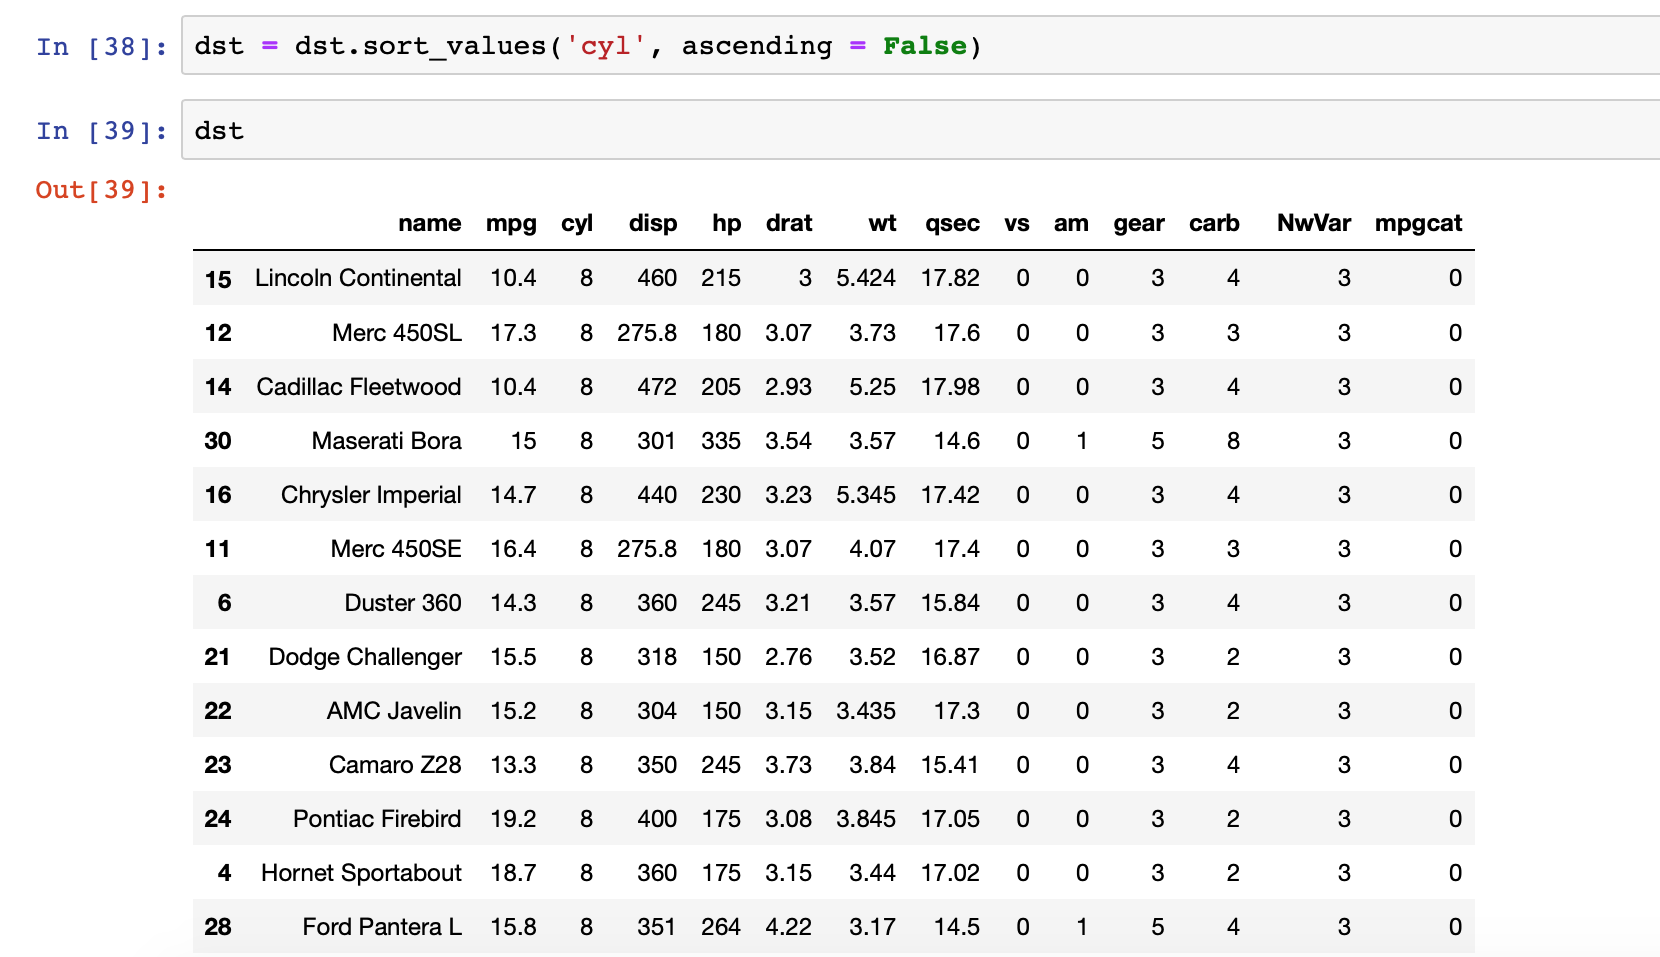 In [38]: dst = dst.sort_values('cyl', ascending = False)
In [39]: dst
Out[39]:
name mpg cyl disp hp drat wt qsec vs am gear carb NwVar mpgcat
15 Lincoln Continental 10.4 8 460 215 3 5.424 17.82 0 0 3 4 3 0
12 Merc 450SL 17.3 8 275.8 180 3.07 3.73 17.6 0 0 3 3 3 0
14 Cadillac Fleetwood 10.4 8 472 205 2.93 5.25 17.98 0 0 3 4 3 0
30 Maserati Bora 15 8 301 335 3.54 3.57 14.6 0 1 5 8 3 0
16 Chrysler Imperial 14.7 8 440 230 3.23 5.345 17.42 0 0 3 4 3 0
11 Merc 450SE 16.4 8 275.8 180 3.07 4.07 17.4 0 0 3 3 3 0
6 Duster 360 14.3 8 360 245 3.21 3.57 15.84 0 0 3 4 3 0
21 Dodge Challenger 15.5 8 318 150 2.76 3.52 16.87 0 0 3 2 3 0
22 AMC Javelin 15.2 8 304 150 3.15 3.435 17.3 0 0 3 2 3 0
23 Camaro Z28 13.3 8 350 245 3.73 3.84 15.41 0 0 3 4 3 0
24 Pontiac Firebird 19.2 8 400 175 3.08 3.845 17.05 0 0 3 2 3 0
4 Hornet Sportabout 18.7 8 360 175 3.15 3.44 17.02 0 0 3 2 3 0
28 Ford Pantera L 15.8 8 351 264 4.22 3.17 14.5 0 1 5 4 3 0